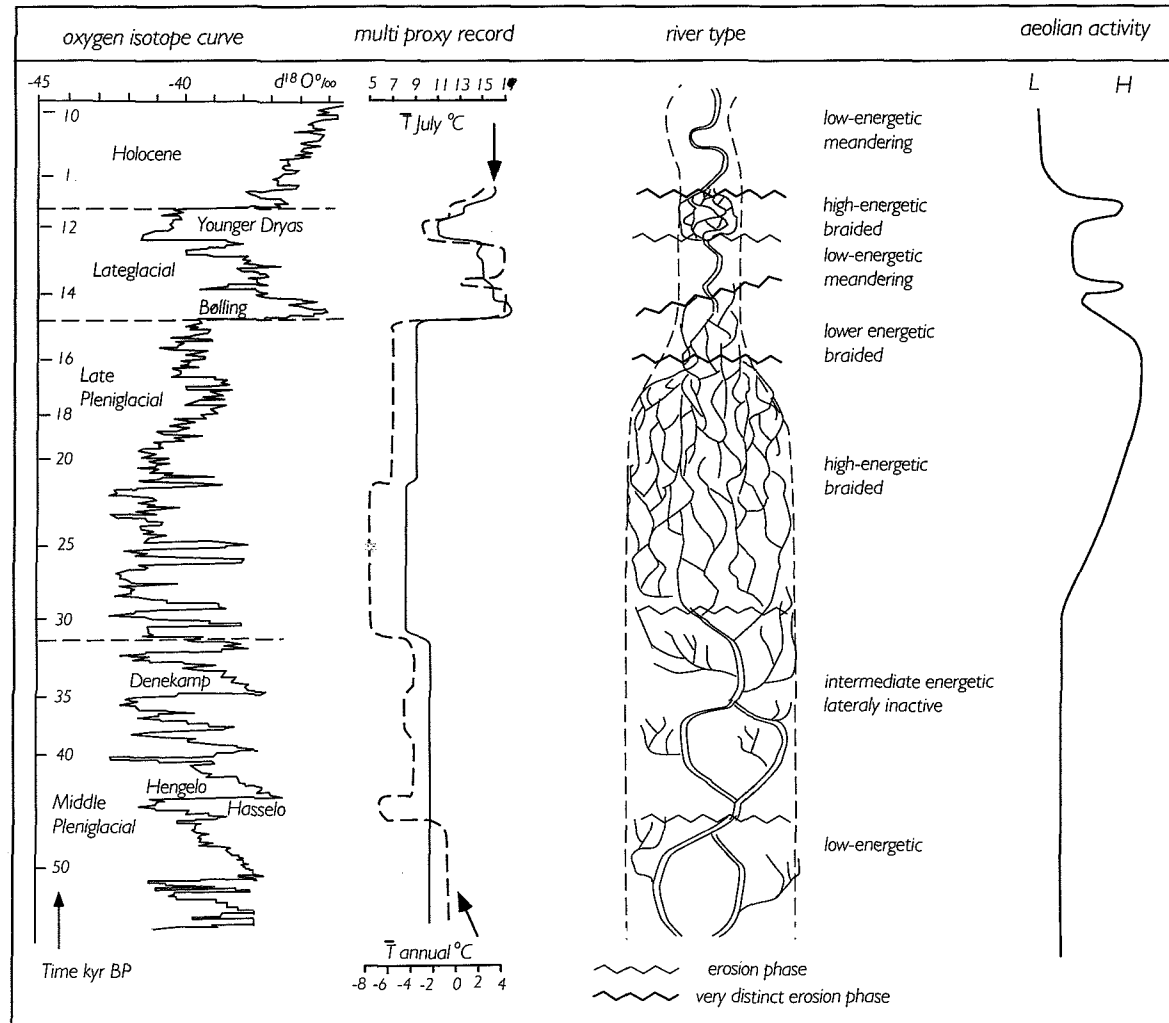 oxygen isotope curve
multi proxy record
river type
aeolian activity
-45 -40 d¹⁸O‰
5 7 9 11 13 15
L H
10
T̅ July °C
low-energetic
meandering
Holocene
1.
12
Younger Dryas
high-energetic
braided
Lateglacial
low-energetic
meandering
14
Bølling
lower energetic
braided
16
Late
Pleniglacial
18
20
high-energetic
braided
25
30
Denekamp
35
intermediate energetic
lateraly inactive
40
Hengelo
Hasselo
Middle
Pleniglacial
low-energetic
50
T̅ annual °C
Time kyr BP
-8 -6 -4 -2 0 2 4
erosion phase
very distinct erosion phase